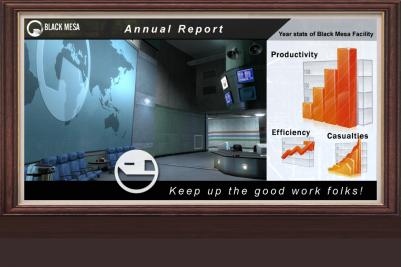 BLACK MESA
Annual Report
Year stats of Black Mesa Facility
Productivity
Efficiency
Casualties
Keep up the good work folks!